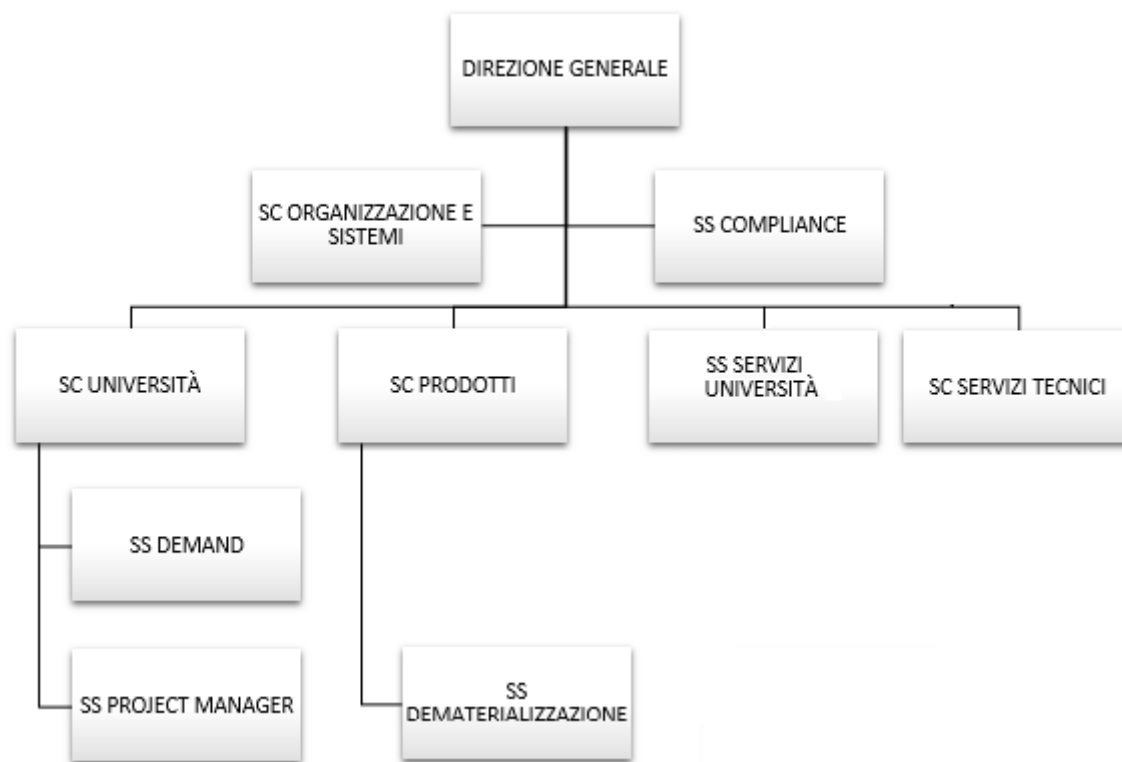 DIREZIONE GENERALE
SC ORGANIZZAZIONE E
SISTEMI
SS COMPLIANCE
SC UNIVERSITÀ
SC PRODOTTI
SS SERVIZI
UNIVERSITÀ
SC SERVIZI TECNICI
SS DEMAND
SS PROJECT MANAGER
SS
DEMATERIALIZZAZIONE